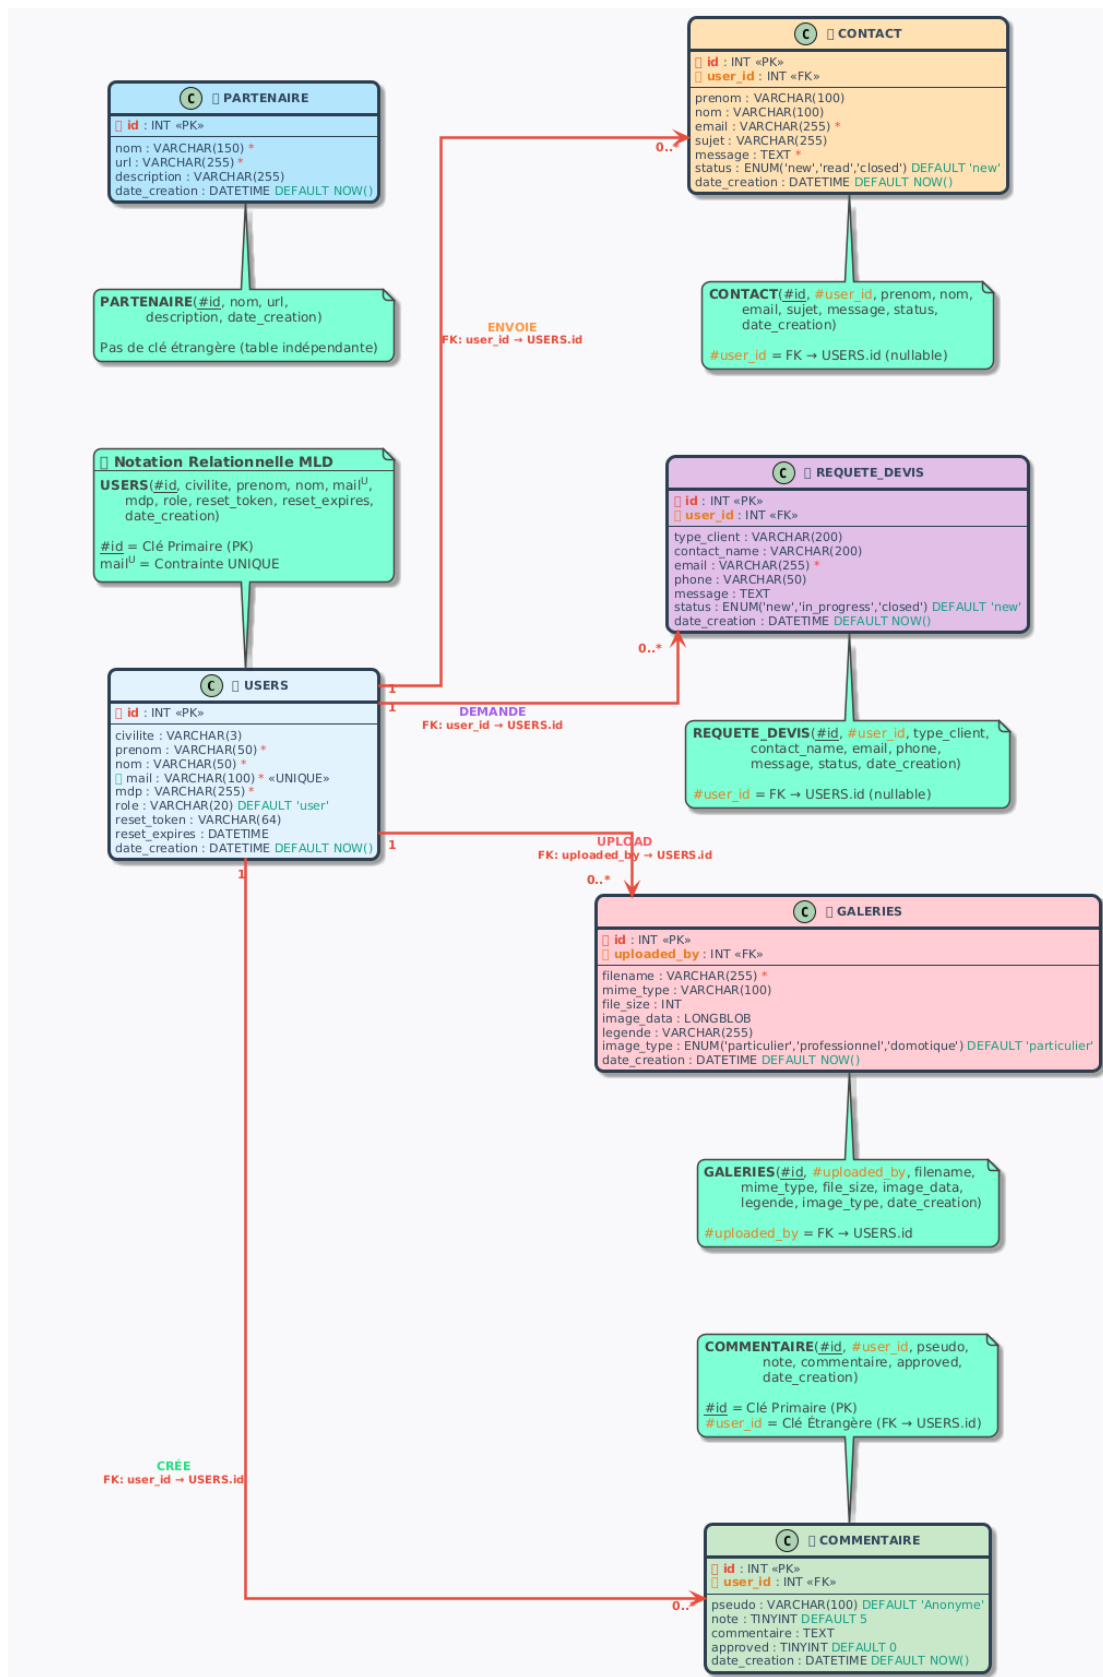 C PARTENAIRE
id : INT «PK»
nom : VARCHAR(150) *
url : VARCHAR(255) *
description : VARCHAR(255)
date_creation : DATETIME DEFAULT NOW()
PARTENAIRE(#id, nom, url,
description, date_creation)
Pas de clé étrangère (table indépendante)
C CONTACT
id : INT «PK»
user_id : INT «FK»
prenom : VARCHAR(100)
nom : VARCHAR(100)
email : VARCHAR(255) *
sujet : VARCHAR(255)
message : TEXT *
status : ENUM('new','read','closed') DEFAULT 'new'
date_creation : DATETIME DEFAULT NOW()
CONTACT(#id, #user_id, prenom, nom,
email, sujet, message, status,
date_creation)
#user_id = FK → USERS.id (nullable)
0..*
ENVOIE
FK: user_id → USERS.id
1
Notation Relationnelle MLD
USERS(#id, civilite, prenom, nom, mailᵁ,
mdp, role, reset_token, reset_expires,
date_creation)
#id = Clé Primaire (PK)
mailᵁ = Contrainte UNIQUE
C USERS
id : INT «PK»
civilite : VARCHAR(3)
prenom : VARCHAR(50) *
nom : VARCHAR(50) *
mail : VARCHAR(100) * «UNIQUE»
mdp : VARCHAR(255) *
role : VARCHAR(20) DEFAULT 'user'
reset_token : VARCHAR(64)
reset_expires : DATETIME
date_creation : DATETIME DEFAULT NOW()
C REQUETE_DEVIS
id : INT «PK»
user_id : INT «FK»
type_client : VARCHAR(200)
contact_name : VARCHAR(200)
email : VARCHAR(255) *
phone : VARCHAR(50)
message : TEXT
status : ENUM('new','in_progress','closed') DEFAULT 'new'
date_creation : DATETIME DEFAULT NOW()
0..*
1
DEMANDE
FK: user_id → USERS.id
REQUETE_DEVIS(#id, #user_id, type_client,
contact_name, email, phone,
message, status, date_creation)
#user_id = FK → USERS.id (nullable)
1
UPLOAD
FK: uploaded_by → USERS.id
0..*
C GALERIES
id : INT «PK»
uploaded_by : INT «FK»
filename : VARCHAR(255) *
mime_type : VARCHAR(100)
file_size : INT
image_data : LONGBLOB
legende : VARCHAR(255)
image_type : ENUM('particulier','professionnel','domotique') DEFAULT 'particulier'
date_creation : DATETIME DEFAULT NOW()
GALERIES(#id, #uploaded_by, filename,
mime_type, file_size, image_data,
legende, image_type, date_creation)
#uploaded_by = FK → USERS.id
1
CRÉE
FK: user_id → USERS.id
0..*
COMMENTAIRE(#id, #user_id, pseudo,
note, commentaire, approved,
date_creation)
#id = Clé Primaire (PK)
#user_id = Clé Étrangère (FK → USERS.id)
C COMMENTAIRE
id : INT «PK»
user_id : INT «FK»
pseudo : VARCHAR(100) DEFAULT 'Anonyme'
note : TINYINT DEFAULT 5
commentaire : TEXT
approved : TINYINT DEFAULT 0
date_creation : DATETIME DEFAULT NOW()